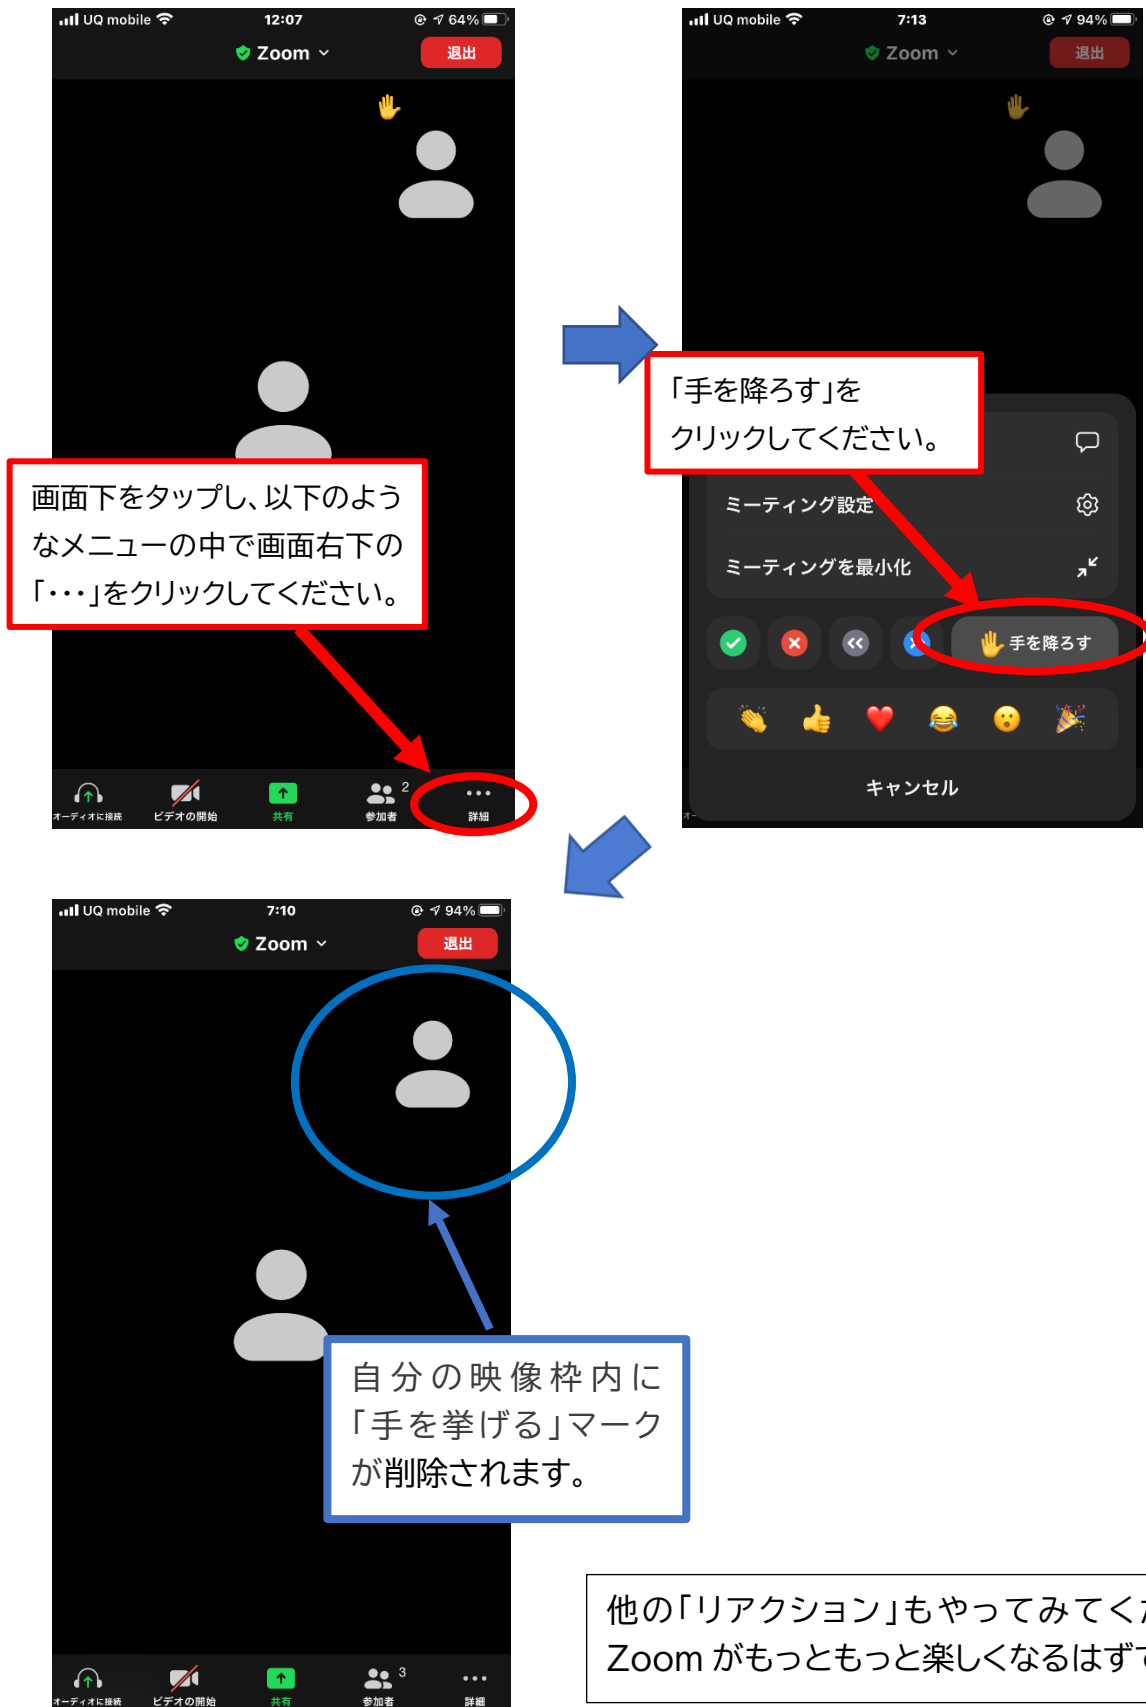 UQ mobile 12:07 64%
Zoom 退出
画面下をタップし、以下のよう
なメニューの中で画面右下の
「・・・」をクリックしてください。
2
オーディオに接続 ビデオの開始 共有 参加者 詳細
UQ mobile 7:13 94%
Zoom 退出
「手を降ろす」を
クリックしてください。
ミーティング設定
ミーティングを最小化
手を降ろす
キャンセル
UQ mobile 7:10 94%
Zoom 退出
自分の映像枠内に
「手を挙げる」マーク
が削除されます。
3
オーディオに接続 ビデオの開始 共有 参加者 詳細
他の「リアクション」もやってみてく
Zoom がもっともっと楽しくなるはず